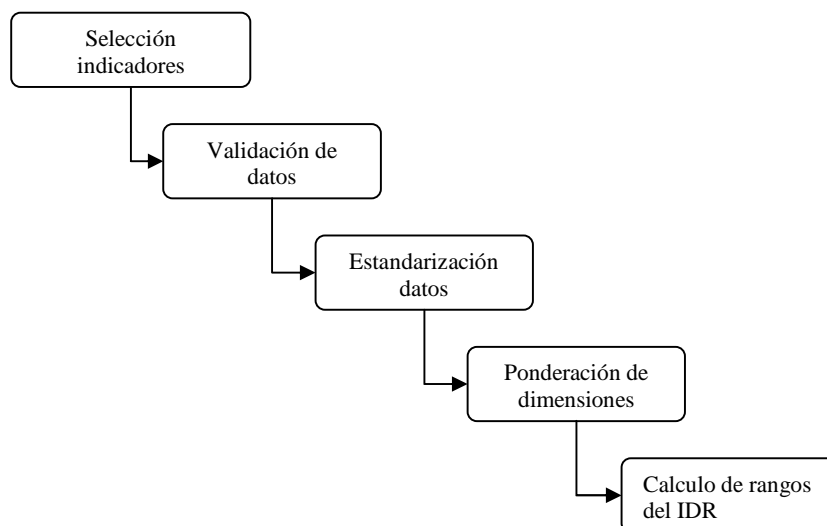 Selección
indicadores
Validación de
datos
Estandarización
datos
Ponderación de
dimensiones
Calculo de rangos
del IDR